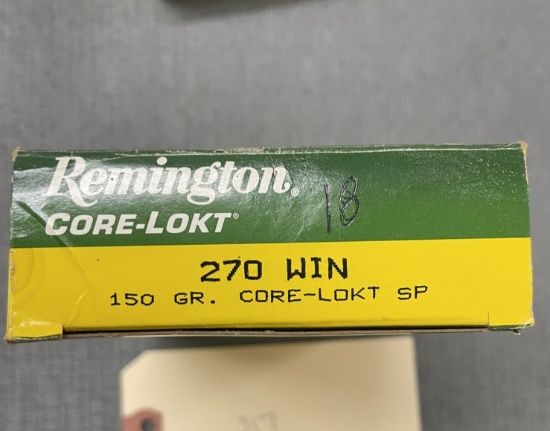 Remington®
CORE-LOKT®
18
270 WIN
150 GR. CORE-LOKT SP